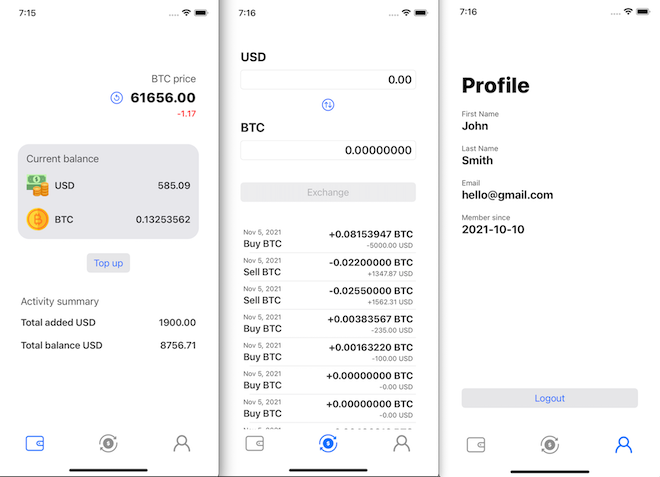 7:15
BTC price
61656.00
-1.17
Current balance
USD 585.09
BTC 0.13253562
Top up
Activity summary
Total added USD 1900.00
Total balance USD 8756.71
7:16
USD
0.00
BTC
0.00000000
Exchange
Nov 5, 2021 +0.08153947 BTC
Buy BTC -5000.00 USD
Nov 5, 2021 -0.02200000 BTC
Sell BTC +1347.87 USD
Nov 5, 2021 -0.02550000 BTC
Sell BTC +1562.31 USD
Nov 5, 2021 +0.00383567 BTC
Buy BTC -235.00 USD
Nov 5, 2021 +0.00163220 BTC
Buy BTC -100.00 USD
Nov 5, 2021 +0.00000000 BTC
Buy BTC -0.00 USD
Nov 5, 2021 +0.00000000 BTC
Buy BTC -0.00 USD
7:16
Profile
First Name
John
Last Name
Smith
Email
hello@gmail.com
Member since
2021-10-10
Logout